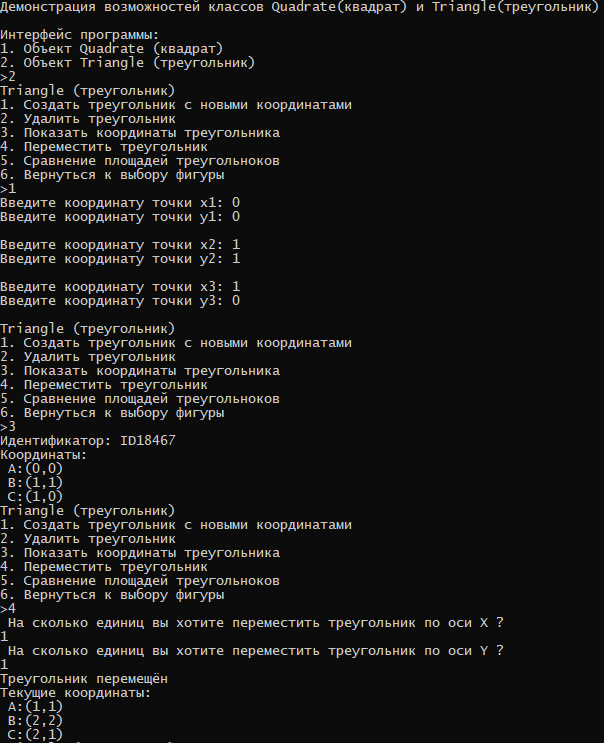 Демонстрация возможностей классов Quadrate(квадрат) и Triangle(треугольник)
Интерфейс программы:
1. Объект Quadrate (квадрат)
2. Объект Triangle (треугольник)
>2
Triangle (треугольник)
1. Создать треугольник с новыми координатами
2. Удалить треугольник
3. Показать координаты треугольника
4. Переместить треугольник
5. Сравнение площадей треугольноков
6. Вернуться к выбору фигуры
>1
Введите координату точки x1: 0
Введите координату точки y1: 0
Введите координату точки x2: 1
Введите координату точки y2: 1
Введите координату точки x3: 1
Введите координату точки y3: 0
Triangle (треугольник)
1. Создать треугольник с новыми координатами
2. Удалить треугольник
3. Показать координаты треугольника
4. Переместить треугольник
5. Сравнение площадей треугольноков
6. Вернуться к выбору фигуры
>3
Идентификатор: ID18467
Координаты:
A:(0,0)
B:(1,1)
C:(1,0)
Triangle (треугольник)
1. Создать треугольник с новыми координатами
2. Удалить треугольник
3. Показать координаты треугольника
4. Переместить треугольник
5. Сравнение площадей треугольноков
6. Вернуться к выбору фигуры
>4
На сколько единиц вы хотите переместить треугольник по оси X ?
1
На сколько единиц вы хотите переместить треугольник по оси Y ?
1
Треугольник перемещён
Текущие координаты:
A:(1,1)
B:(2,2)
C:(2,1)